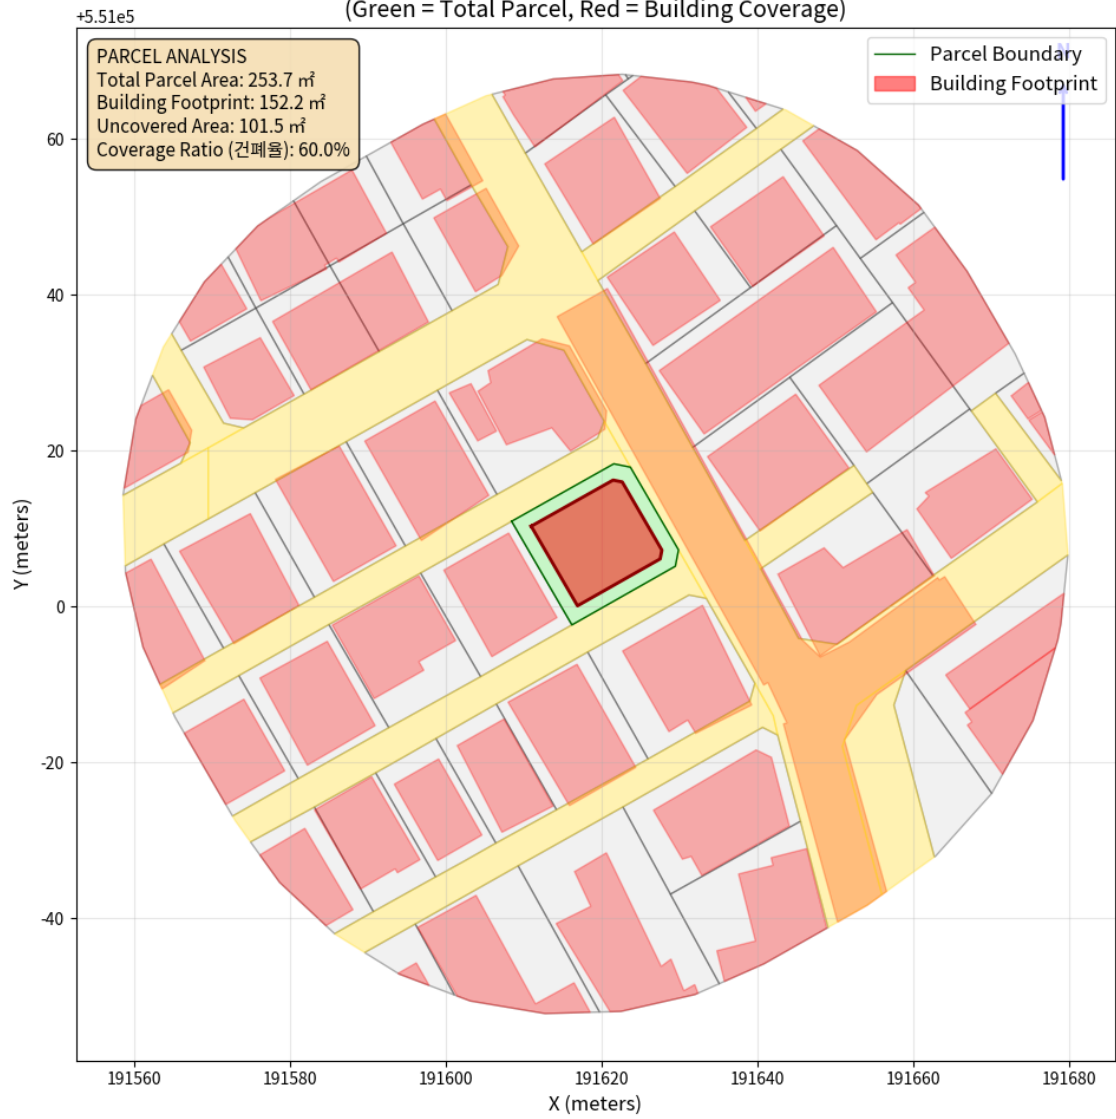 (Green = Total Parcel, Red = Building Coverage)
+5.51e5
PARCEL ANALYSIS
Total Parcel Area: 253.7 ㎡
Building Footprint: 152.2 ㎡
Uncovered Area: 101.5 ㎡
Coverage Ratio (건폐율): 60.0%
N
Parcel Boundary
Building Footprint
60
40
20
0
-20
-40
Y (meters)
191560
191580
191600
191620
191640
191660
191680
X (meters)